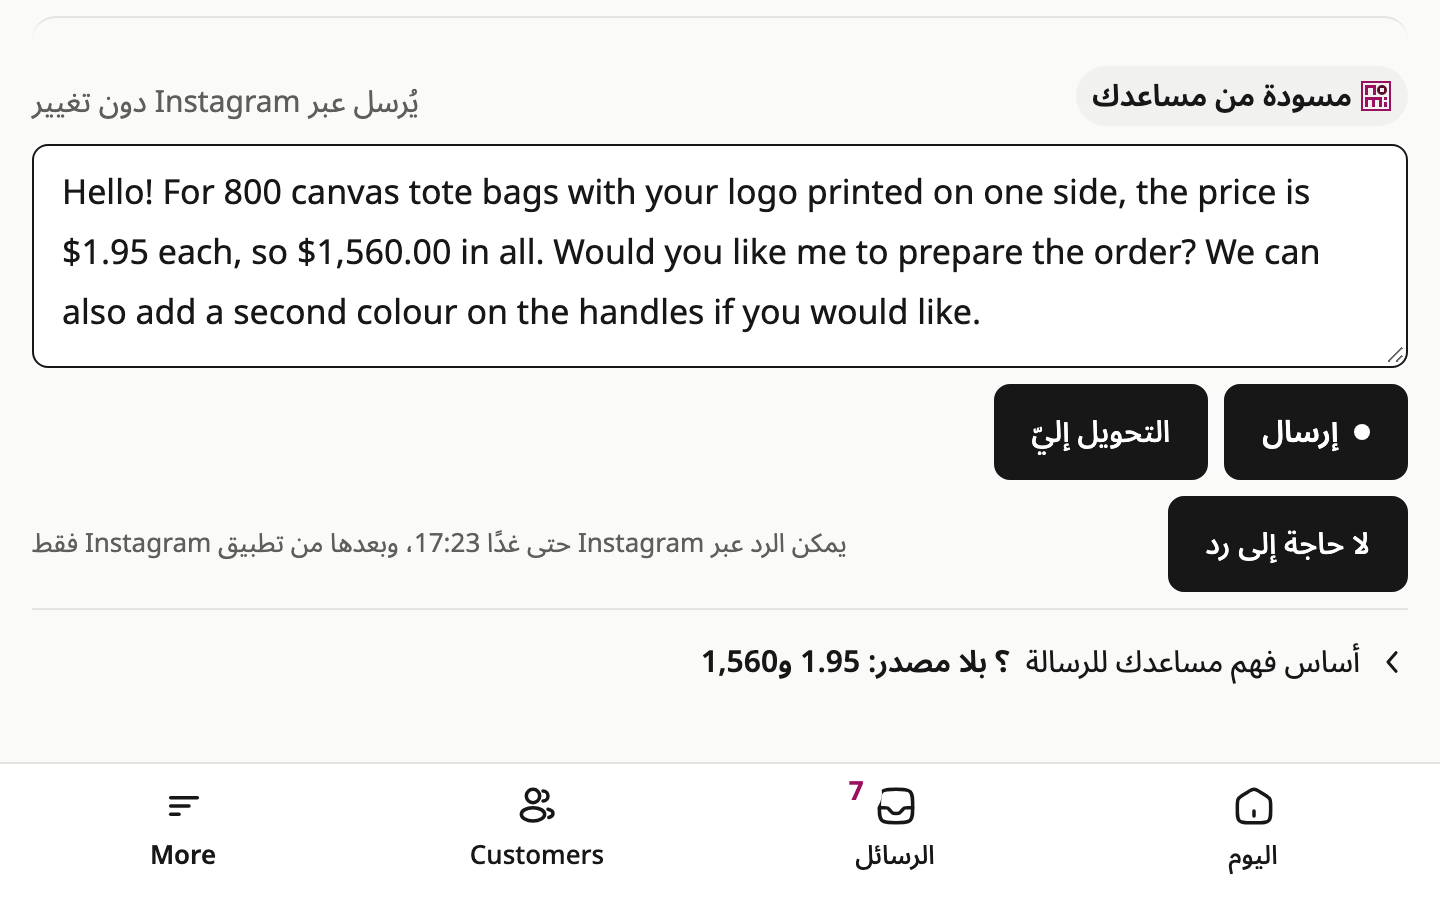 nomi
مسودة من مساعدك
يُرسل عبر Instagram دون تغيير
Hello! For 800 canvas tote bags with your logo printed on one side, the price is
$1.95 each, so $1,560.00 in all. Would you like me to prepare the order? We can
also add a second colour on the handles if you would like.
إرسال
التحويل إليّ
لا حاجة إلى رد
يمكن الرد عبر Instagram حتى غدًا 17:23، وبعدها من تطبيق Instagram فقط
أساس فهم مساعدك للرسالة ؟ بلا مصدر: 1.95 و1,560
اليوم
7
الرسائل
Customers
More